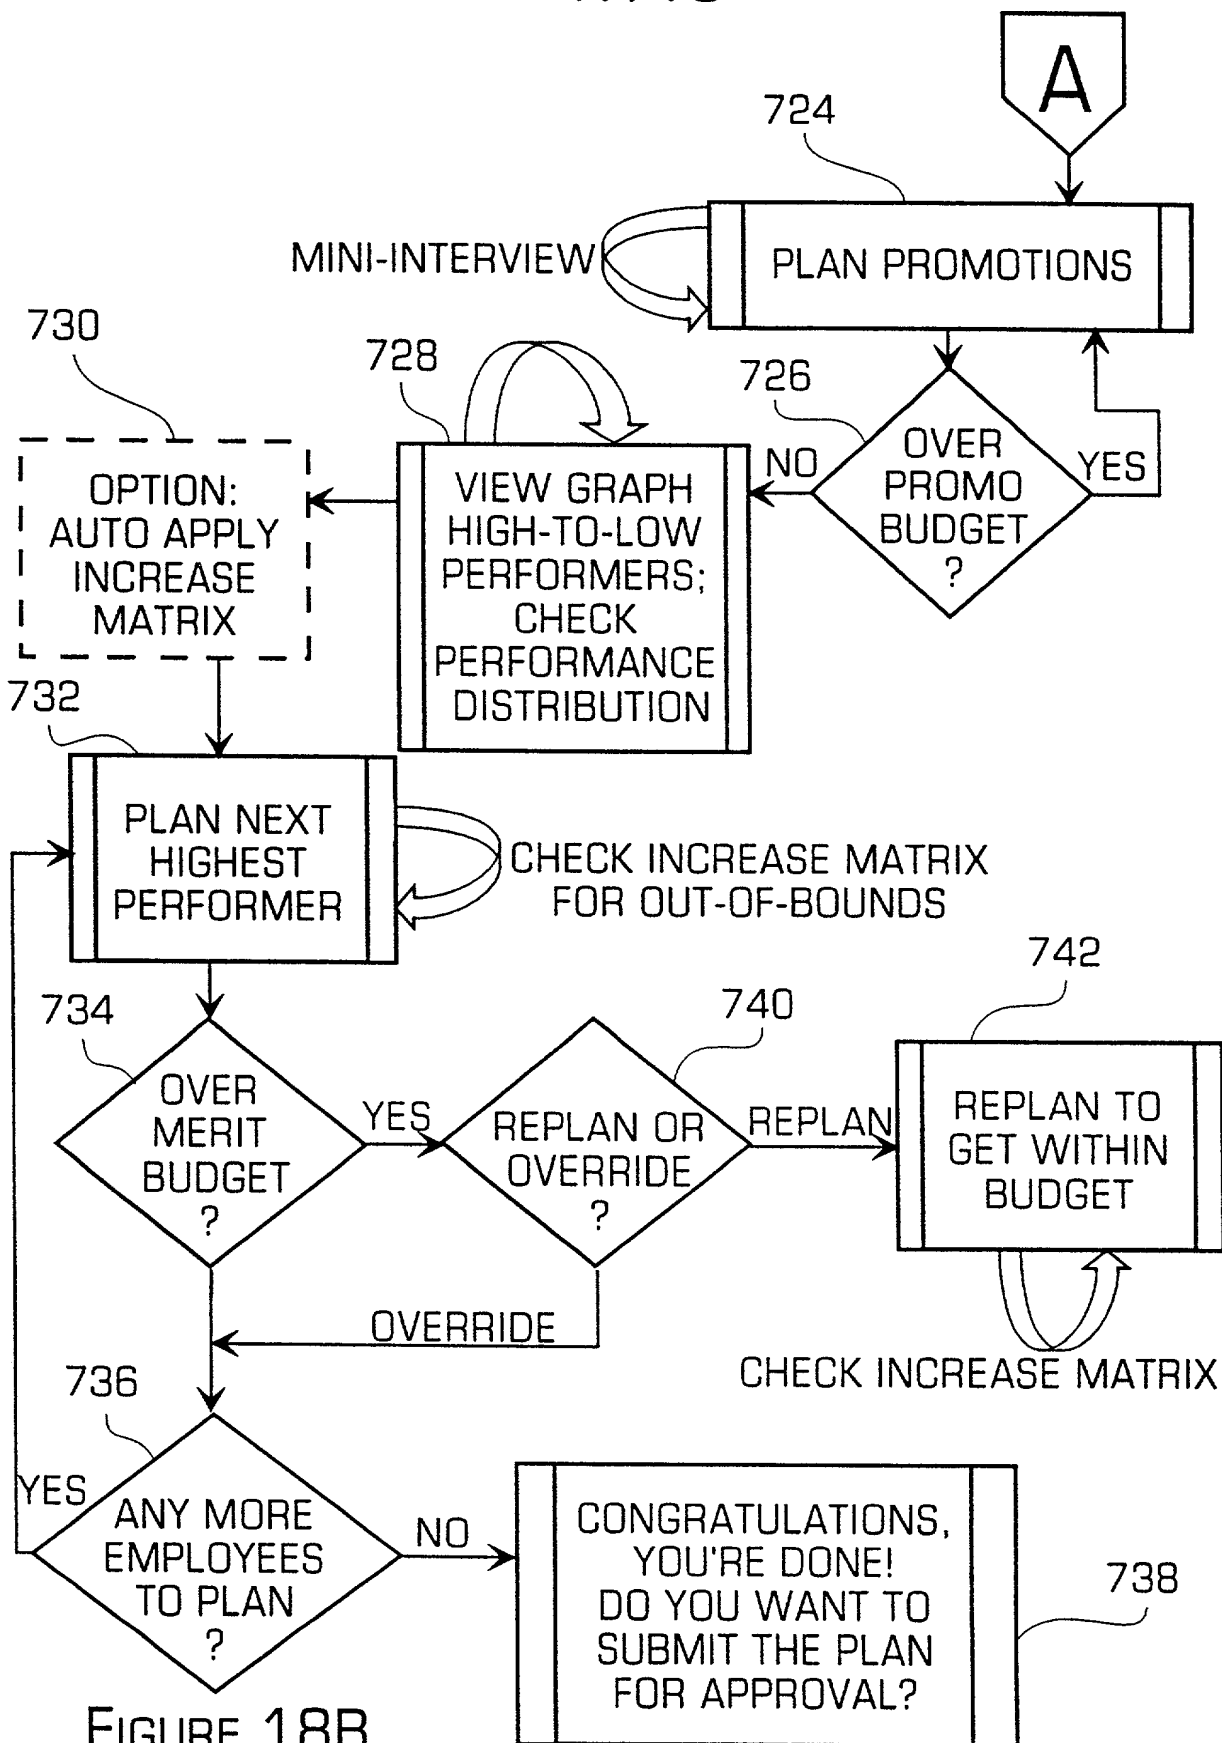 A
724
PLAN PROMOTIONS
MINI-INTERVIEW
730
728
726
OVER
PROMO
BUDGET
?
NO
YES
VIEW GRAPH
HIGH-TO-LOW
PERFORMERS;
CHECK
PERFORMANCE
DISTRIBUTION
OPTION:
AUTO APPLY
INCREASE
MATRIX
732
PLAN NEXT
HIGHEST
PERFORMER
CHECK INCREASE MATRIX
FOR OUT-OF-BOUNDS
734
OVER
MERIT
BUDGET
?
YES
740
REPLAN OR
OVERRIDE
?
REPLAN
742
REPLAN TO
GET WITHIN
BUDGET
OVERRIDE
CHECK INCREASE MATRIX
736
YES
ANY MORE
EMPLOYEES
TO PLAN
?
NO
CONGRATULATIONS,
YOU'RE DONE!
DO YOU WANT TO
SUBMIT THE PLAN
FOR APPROVAL?
738
FIGURE 18B